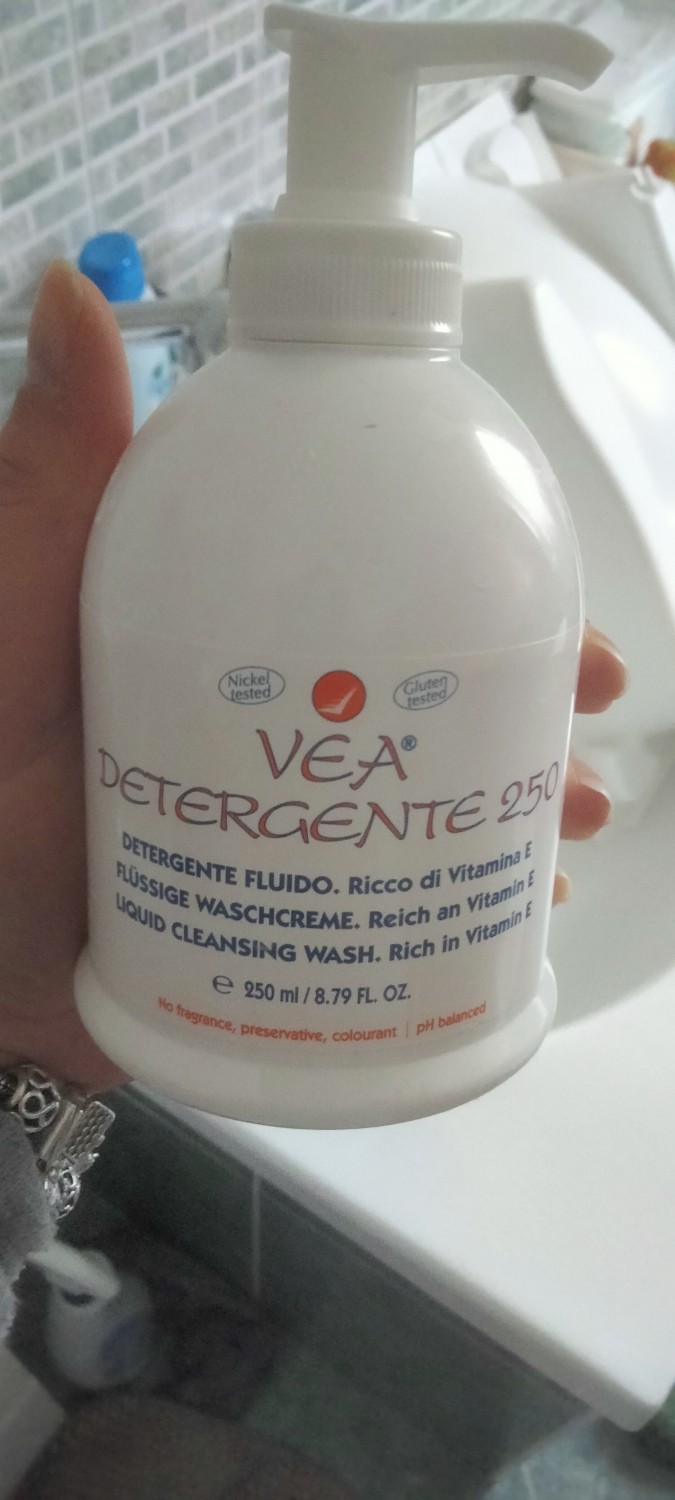 Nickel
tested
Gluten
tested
VEA®
DETERGENTE 250
DETERGENTE FLUIDO. Ricco di Vitamina E
FLÜSSIGE WASCHCREME. Reich an Vitamin E
LIQUID CLEANSING WASH. Rich in Vitamin E
℮ 250 ml / 8.79 FL. OZ.
No fragrance, preservative, colourant | pH balanced